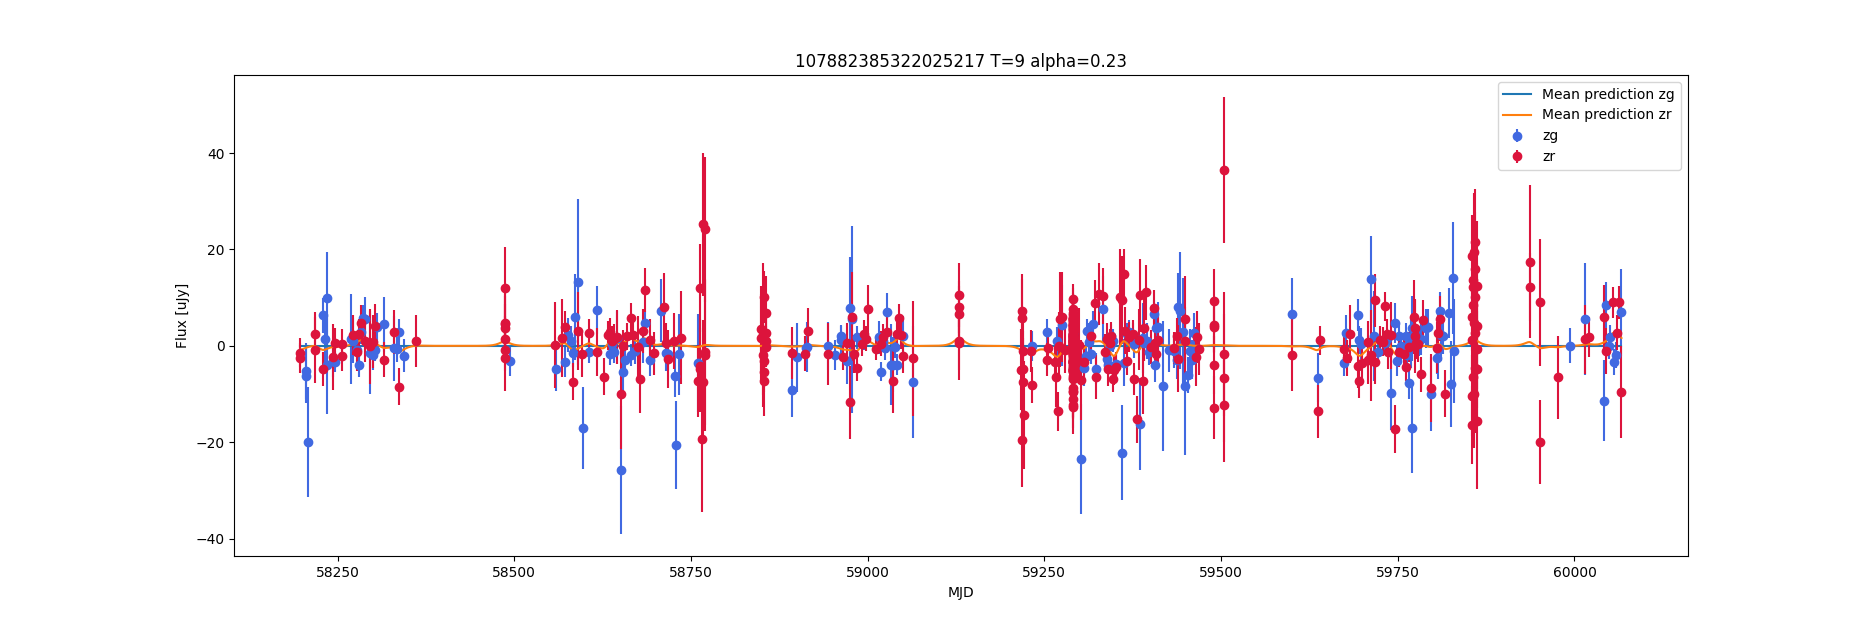 107882385322025217 T=9 alpha=0.23
Mean prediction zg
Mean prediction zr
zg
zr
Flux [uJy]
40
20
0
−20
−40
58250 58500 58750 59000 59250 59500 59750 60000
MJD